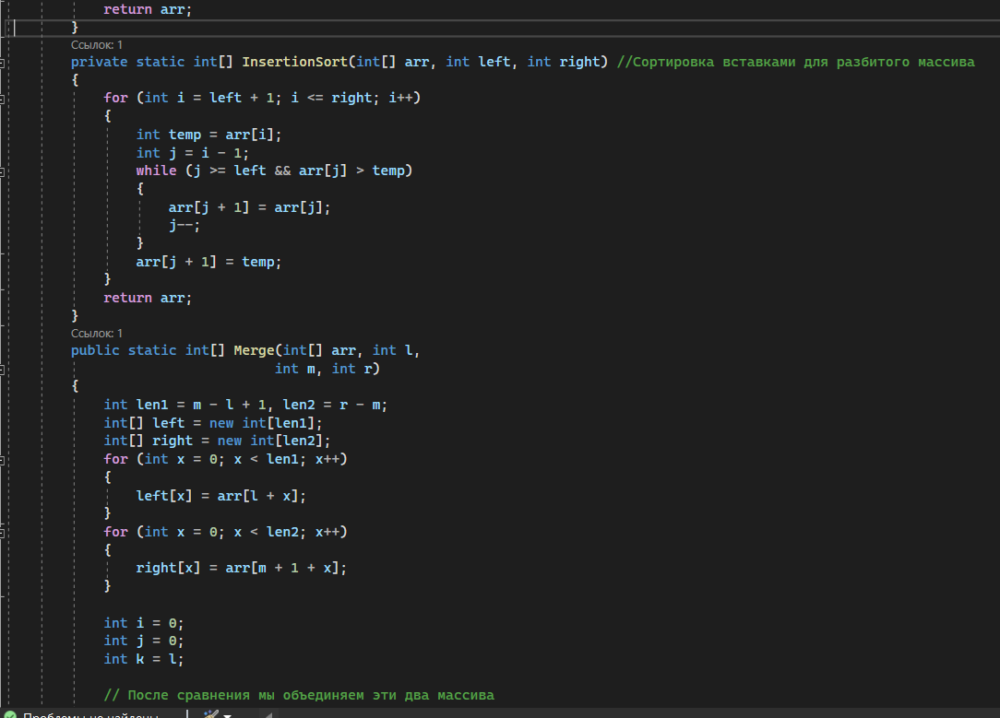 return arr;
}
Ссылок: 1
private static int[] InsertionSort(int[] arr, int left, int right) //Сортировка вставками для разбитого массива
{
for (int i = left + 1; i <= right; i++)
{
int temp = arr[i];
int j = i - 1;
while (j >= left && arr[j] > temp)
{
arr[j + 1] = arr[j];
j--;
}
arr[j + 1] = temp;
}
return arr;
}
Ссылок: 1
public static int[] Merge(int[] arr, int l,
int m, int r)
{
int len1 = m - l + 1, len2 = r - m;
int[] left = new int[len1];
int[] right = new int[len2];
for (int x = 0; x < len1; x++)
{
left[x] = arr[l + x];
}
for (int x = 0; x < len2; x++)
{
right[x] = arr[m + 1 + x];
}
int i = 0;
int j = 0;
int k = l;
// После сравнения мы объединяем эти два массива
Проблемы не найдены